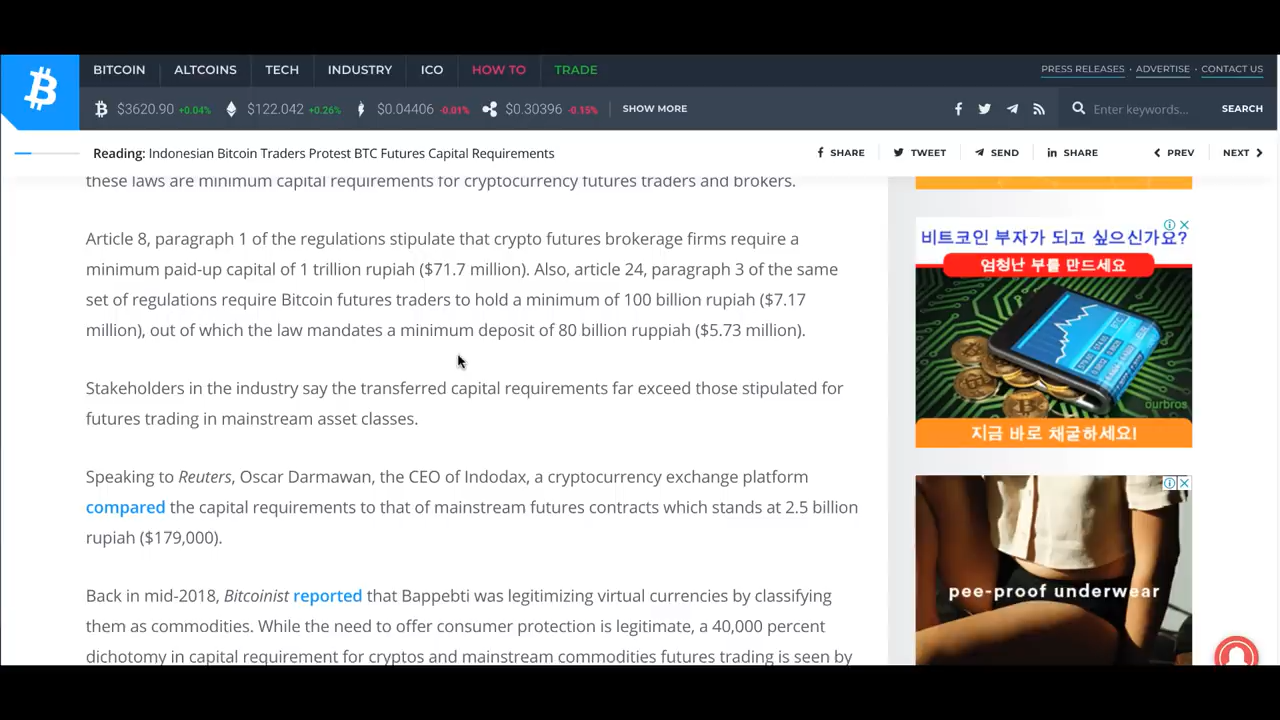 BITCOIN ALTCOINS TECH INDUSTRY ICO HOW TO TRADE
PRESS RELEASES · ADVERTISE · CONTACT US
$3620.90 +0.04% $122.042 +0.26% $0.04406 -0.01% $0.30396 -0.15% SHOW MORE
Enter keywords... SEARCH
Reading: Indonesian Bitcoin Traders Protest BTC Futures Capital Requirements
SHARE TWEET SEND SHARE PREV NEXT
these laws are minimum capital requirements for cryptocurrency futures traders and brokers.
Article 8, paragraph 1 of the regulations stipulate that crypto futures brokerage firms require a
minimum paid-up capital of 1 trillion rupiah ($71.7 million). Also, article 24, paragraph 3 of the same
set of regulations require Bitcoin futures traders to hold a minimum of 100 billion rupiah ($7.17
million), out of which the law mandates a minimum deposit of 80 billion ruppiah ($5.73 million).
Stakeholders in the industry say the transferred capital requirements far exceed those stipulated for
futures trading in mainstream asset classes.
Speaking to Reuters, Oscar Darmawan, the CEO of Indodax, a cryptocurrency exchange platform
compared the capital requirements to that of mainstream futures contracts which stands at 2.5 billion
rupiah ($179,000).
Back in mid-2018, Bitcoinist reported that Bappebti was legitimizing virtual currencies by classifying
them as commodities. While the need to offer consumer protection is legitimate, a 40,000 percent
dichotomy in capital requirement for cryptos and mainstream commodities futures trading is seen by
비트코인 부자가 되고 싶으신가요?
엄청난 부를 만드세요
ourbros
지금 바로 채굴하세요!
pee-proof underwear